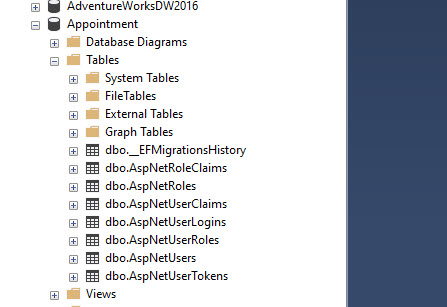 AdventureWorksDW2016
Appointment
Database Diagrams
Tables
System Tables
FileTables
External Tables
Graph Tables
dbo.__EFMigrationsHistory
dbo.AspNetRoleClaims
dbo.AspNetRoles
dbo.AspNetUserClaims
dbo.AspNetUserLogins
dbo.AspNetUserRoles
dbo.AspNetUsers
dbo.AspNetUserTokens
Views